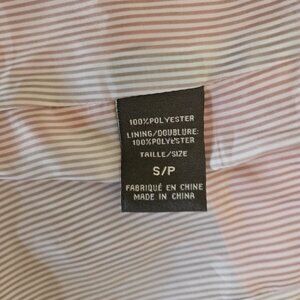 100%POLYESTER
LINING/DOUBLURE:
100%POLYESTER
TAILLE/SIZE
S/P
FABRIQUÉ EN CHINE
MADE IN CHINA